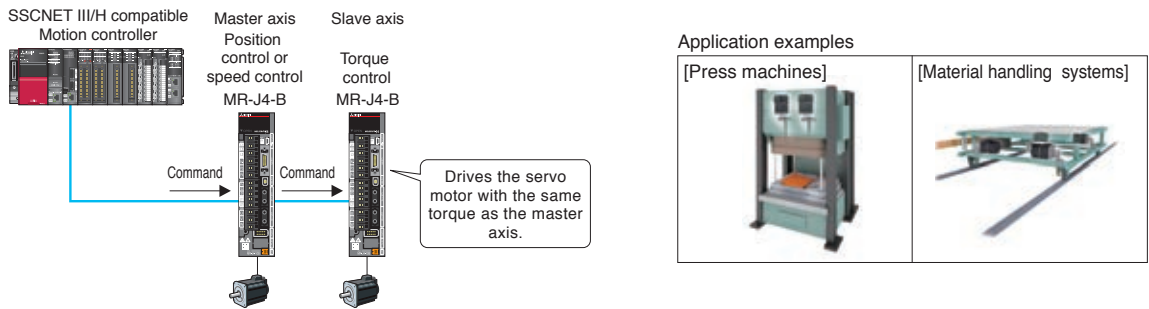 SSCNET III/H compatible
Motion controller
Master axis
Position
control or
speed control
MR-J4-B
Slave axis
Torque
control
MR-J4-B
Command
Command
Drives the servo
motor with the same
torque as the master
axis.
Application examples
[Press machines]
[Material handling systems]